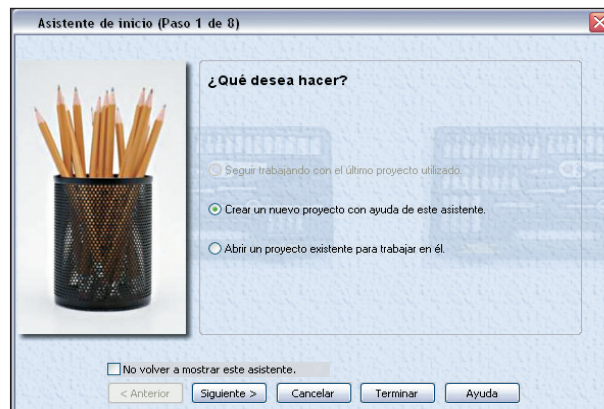 Asistente de inicio (Paso 1 de 8)
¿Qué desea hacer?
Seguir trabajando con el último proyecto utilizado.
Crear un nuevo proyecto con ayuda de este asistente.
Abrir un proyecto existente para trabajar en él.
No volver a mostrar este asistente.
< Anterior
Siguiente >
Cancelar
Terminar
Ayuda